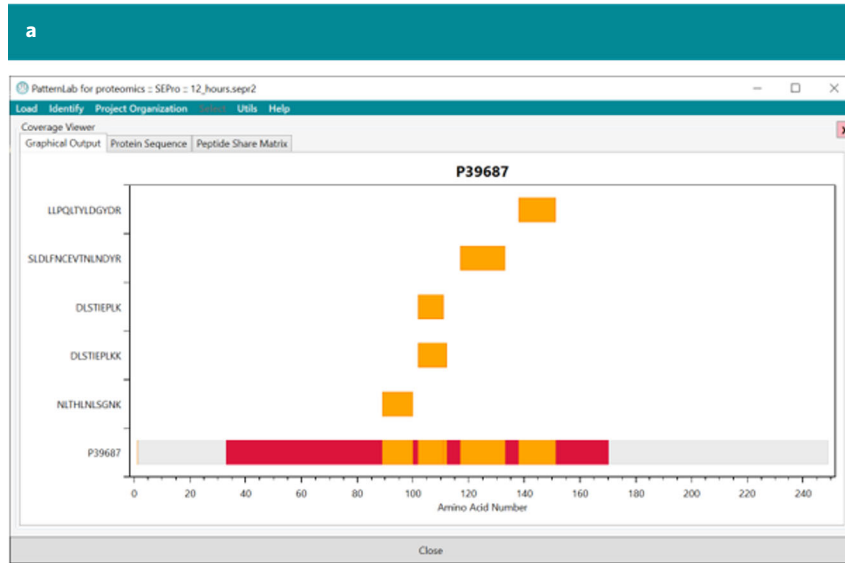 a
PatternLab for proteomics :: SEPro :: 12_hours.sepr2
Load Identify Project Organization Select Utils Help
Coverage Viewer
Graphical Output Protein Sequence Peptide Share Matrix
P39687
LLPQLTYLDGYDR
SLDLFNCEVTNLNDYR
DLSTIEPLK
DLSTIEPLKK
NLTHLNLSGNK
P39687
0 20 40 60 80 100 120 140 160 180 200 220 240
Amino Acid Number
Close